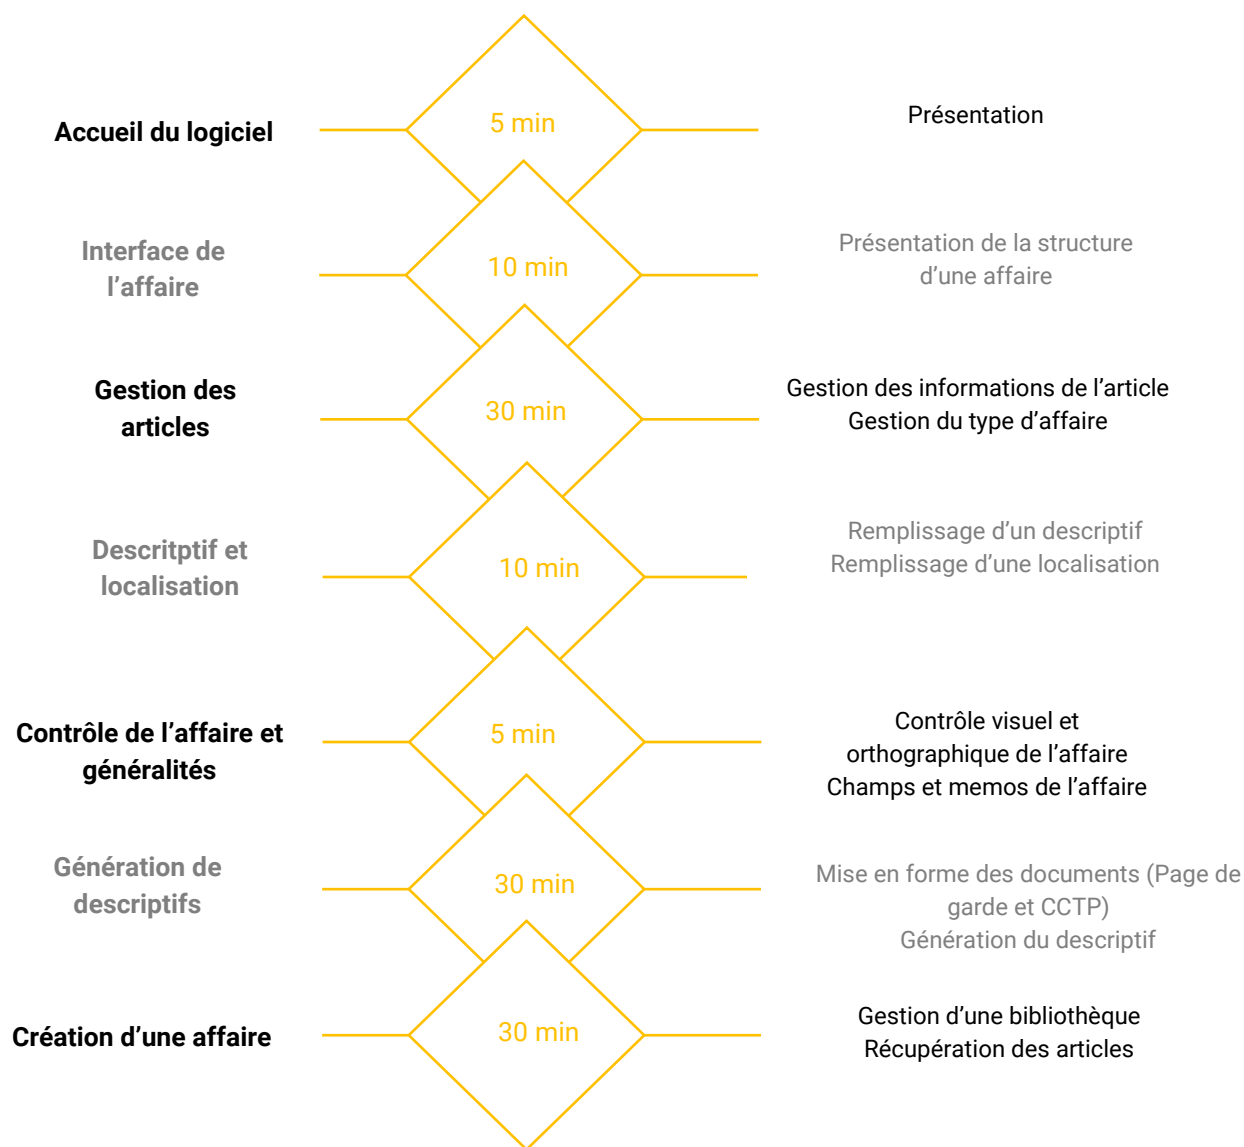 Accueil du logiciel
5 min
Présentation
Interface de
l’affaire
10 min
Présentation de la structure
d’une affaire
Gestion des
articles
30 min
Gestion des informations de l’article
Gestion du type d’affaire
Descritptif et
localisation
10 min
Remplissage d’un descriptif
Remplissage d’une localisation
Contrôle de l’affaire et
généralités
5 min
Contrôle visuel et
orthographique de l’affaire
Champs et memos de l’affaire
Génération de
descriptifs
30 min
Mise en forme des documents (Page de
garde et CCTP)
Génération du descriptif
Création d’une affaire
30 min
Gestion d’une bibliothèque
Récupération des articles